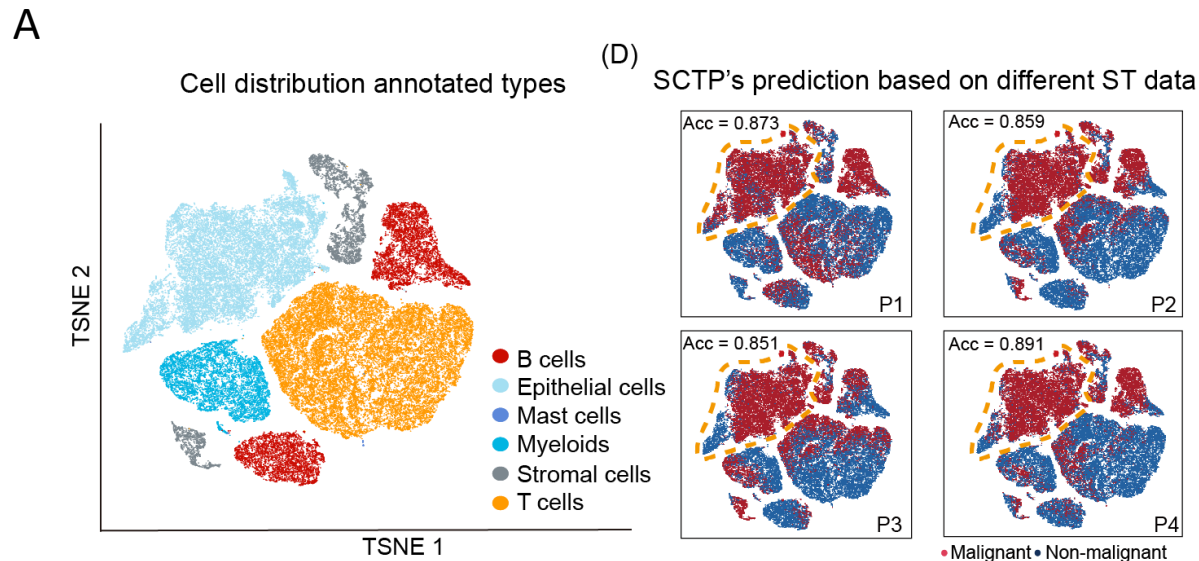 A
Cell distribution annotated types
TSNE 2
TSNE 1
B cells
Epithelial cells
Mast cells
Myeloids
Stromal cells
T cells
(D)
SCTP's prediction based on different ST data
Acc = 0.873
P1
Acc = 0.859
P2
Acc = 0.851
P3
Acc = 0.891
P4
Malignant
Non-malignant